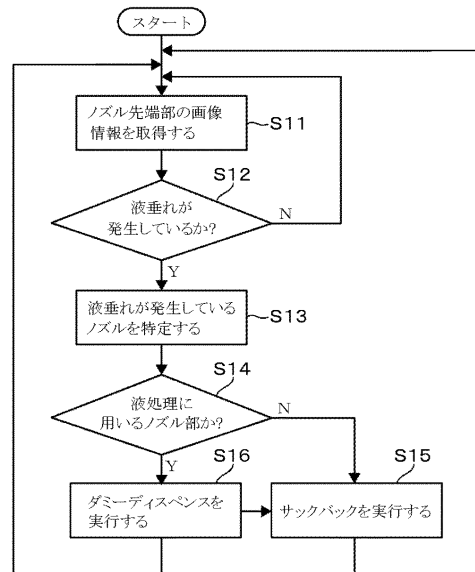 スタート
ノズル先端部の画像
情報を取得する
S11
S12
液垂れが
発生しているか?
N
Y
液垂れが発生している
ノズルを特定する
S13
S14
液処理に
用いるノズル部か?
N
Y
S16
S15
ダミーディスペンスを
実行する
サックバックを実行する